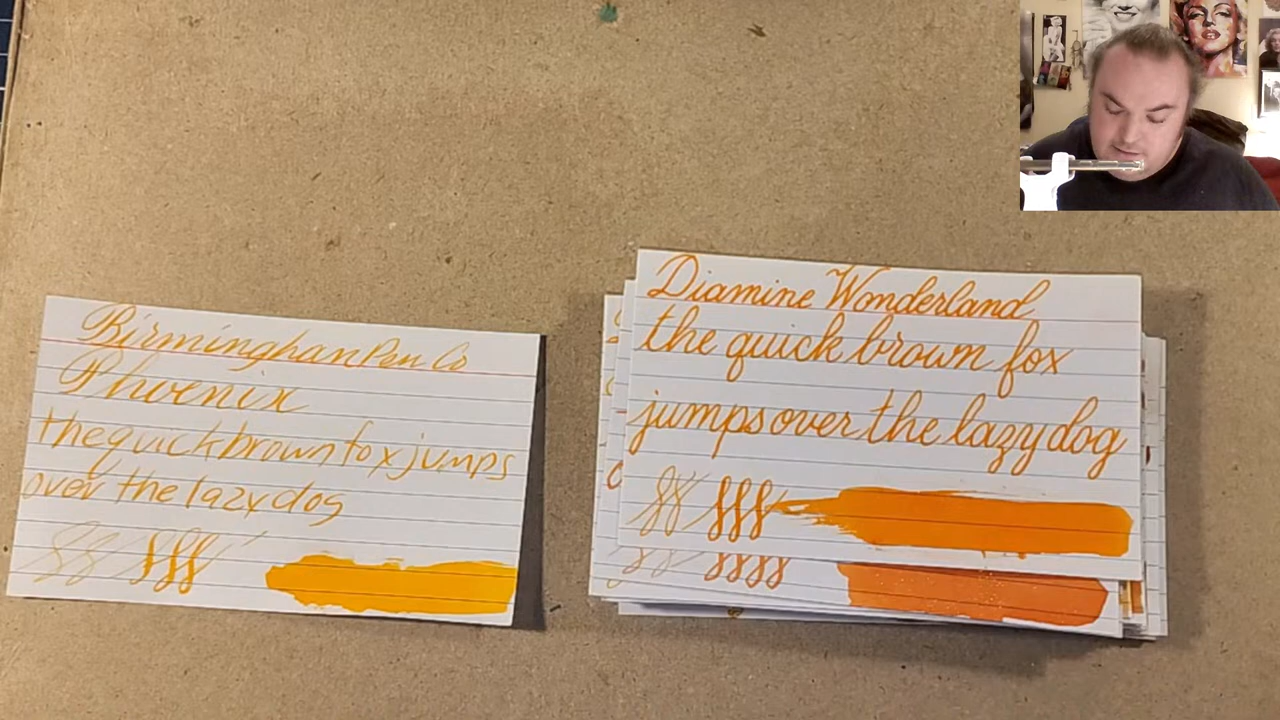 Birmingham Pen Co
Phoenix
the quick brown fox jumps
over the lazy dog
Diamine Wonderland
the quick brown fox
jumps over the lazy dog